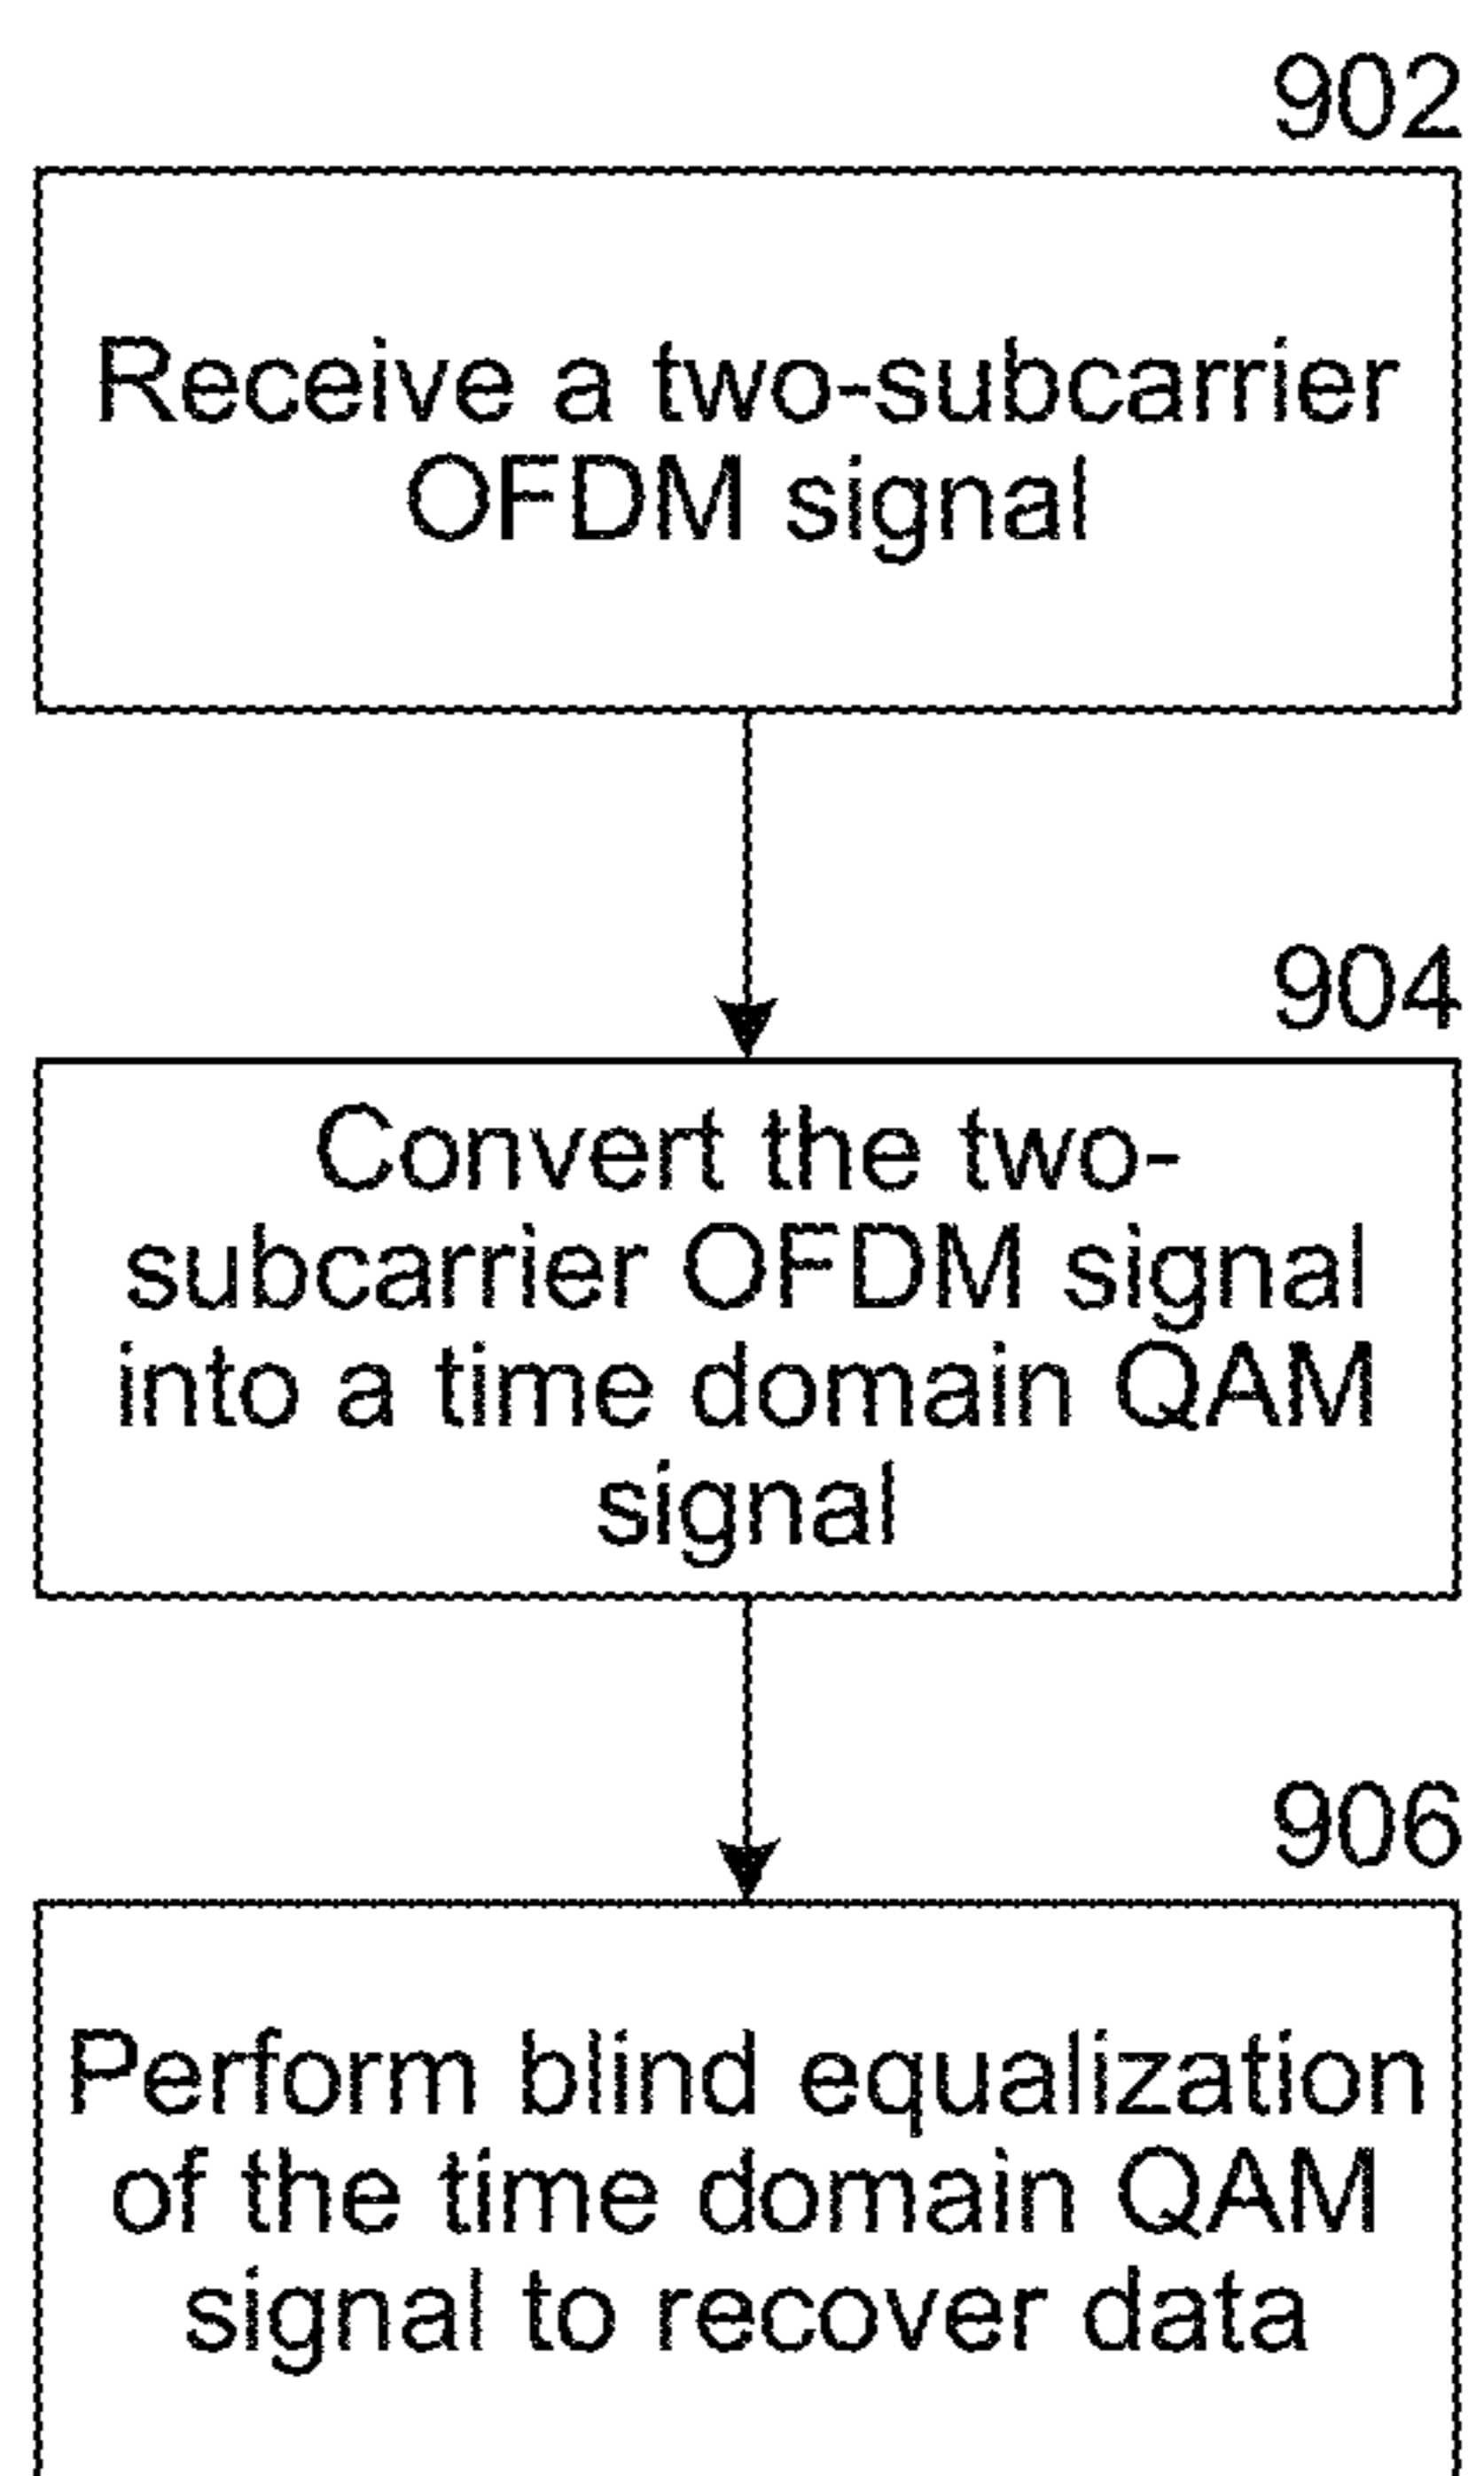 902
Receive a two-subcarrier
OFDM signal
904
Convert the two-
subcarrier OFDM signal
into a time domain QAM
signal
906
Perform blind equalization
of the time domain QAM
signal to recover data